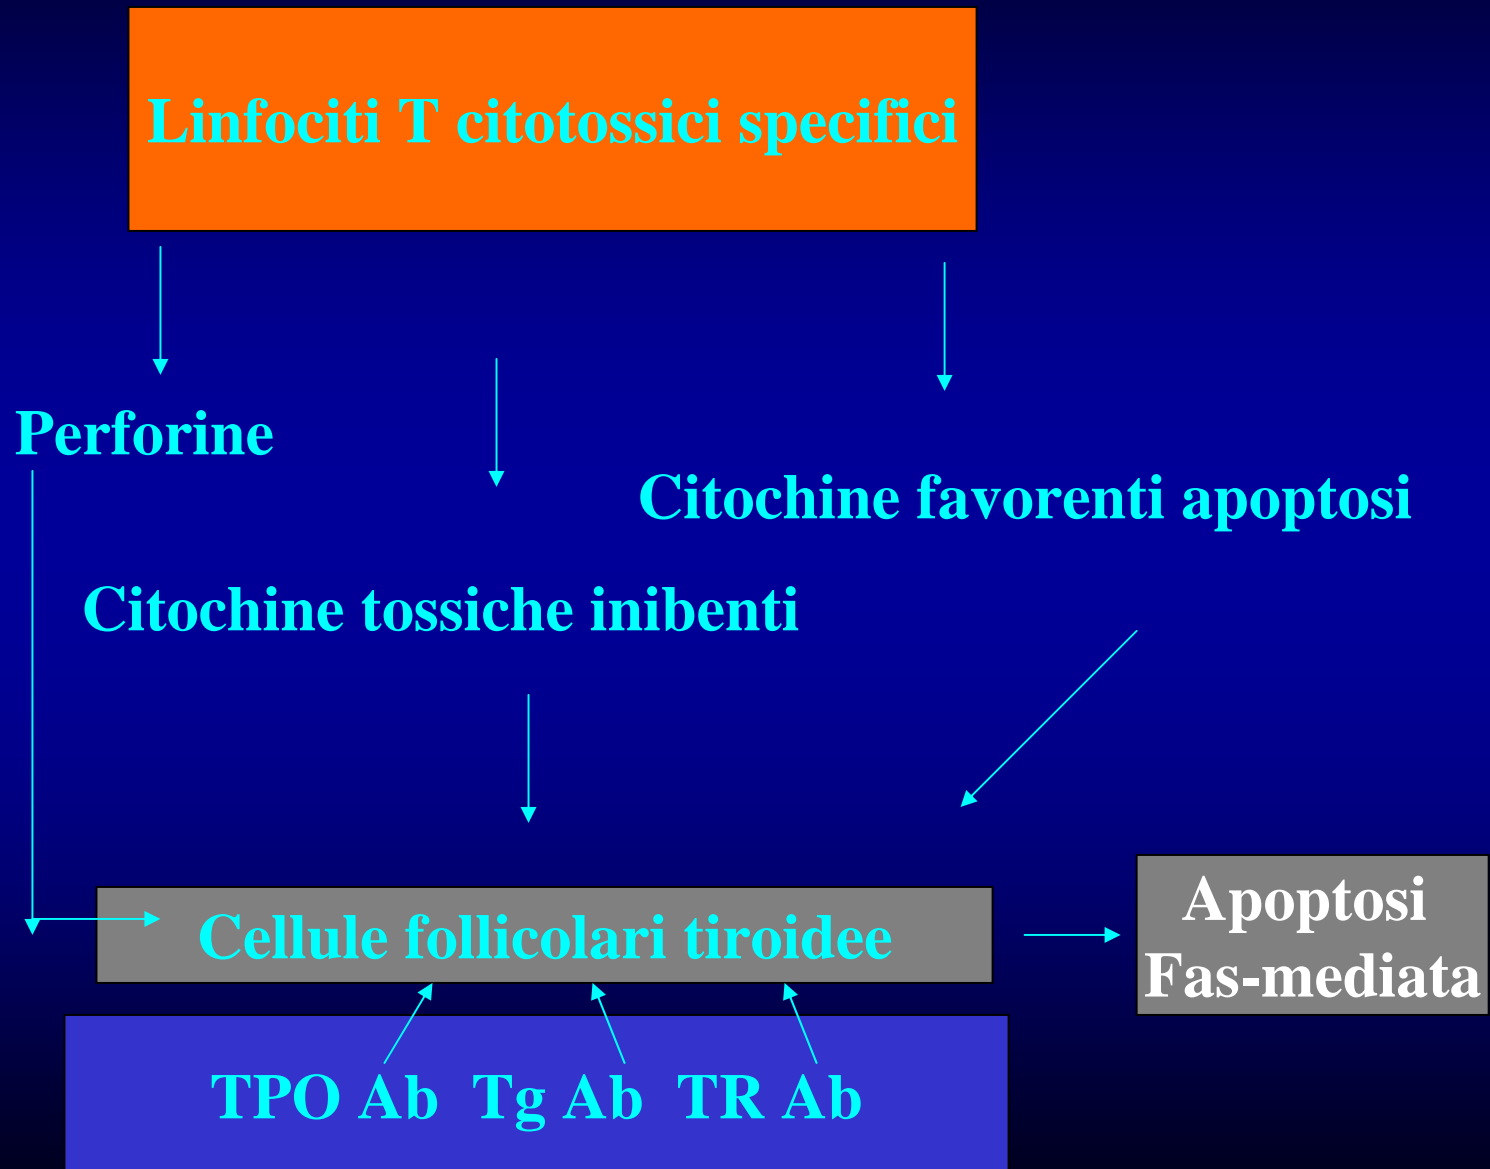 Linfociti T citotossici specifici
Perforine
Citochine favorenti apoptosi
Citochine tossiche inibenti
Cellule follicolari tiroidee
Apoptosi
Fas-mediata
TPO Ab Tg Ab TR Ab